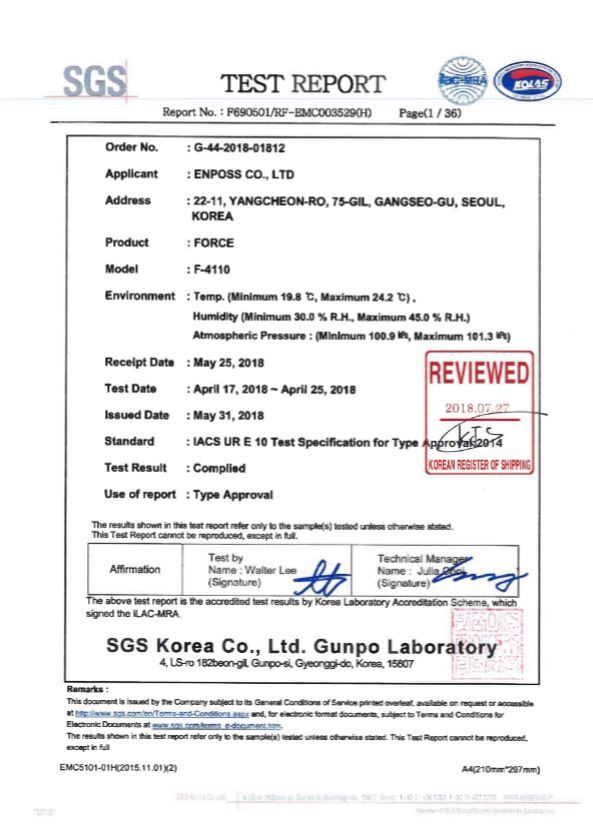 SGS
TEST REPORT
ilac-MRA
KOLAS
Report No. : F690501/RF-EMC003529(H) Page(1 / 36)
Order No. : G-44-2018-01812
Applicant : ENPOSS CO., LTD
Address : 22-11, YANGCHEON-RO, 75-GIL, GANGSEO-GU, SEOUL,
KOREA
Product : FORCE
Model : F-4110
Environment : Temp. (Minimum 19.8 ℃, Maximum 24.2 ℃) ,
Humidity (Minimum 30.0 % R.H., Maximum 45.0 % R.H.)
Atmospheric Pressure : (Minimum 100.9 ㎪, Maximum 101.3 ㎪)
Receipt Date : May 25, 2018
Test Date : April 17, 2018 ~ April 25, 2018
Issued Date : May 31, 2018
Standard : IACS UR E 10 Test Specification for Type Approval:2014
Test Result : Complied
Use of report : Type Approval
REVIEWED
2018.07.27
KOREAN REGISTER OF SHIPPING
The results shown in this test report refer only to the sample(s) tested unless otherwise stated.
This Test Report cannot be reproduced, except in full.
Affirmation
Test by
Name : Walter Lee
(Signature)
Technical Manager
Name : Julia
(Signature)
The above test report is the accredited test results by Korea Laboratory Accreditation Scheme, which
signed the ILAC-MRA.
SGS Korea Co., Ltd. Gunpo Laboratory
4, LS-ro 182beon-gil, Gunpo-si, Gyeonggi-do, Korea, 15807
Remarks :
This document is issued by the Company subject to its General Conditions of Service printed overleaf, available on request or accessible
at http://www.sgs.com/en/Terms-and-Conditions.aspx and, for electronic format documents, subject to Terms and Conditions for
Electronic Documents at www.sgs.com/terms_e-document.htm.
The results shown in this test report refer only to the sample(s) tested unless otherwise stated. This Test Report cannot be reproduced,
except in full
EMC5101-01H(2015.11.01)(2) A4(210mm*297mm)